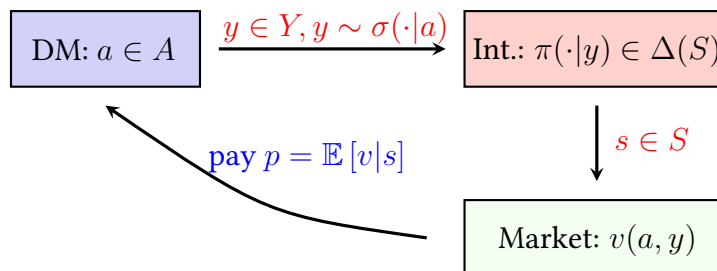 DM: a ∈ A
y ∈ Y, y ∼ σ(·|a)
Int.: π(·|y) ∈ Δ(S)
pay p = 𝔼 [v|s]
s ∈ S
Market: v(a, y)